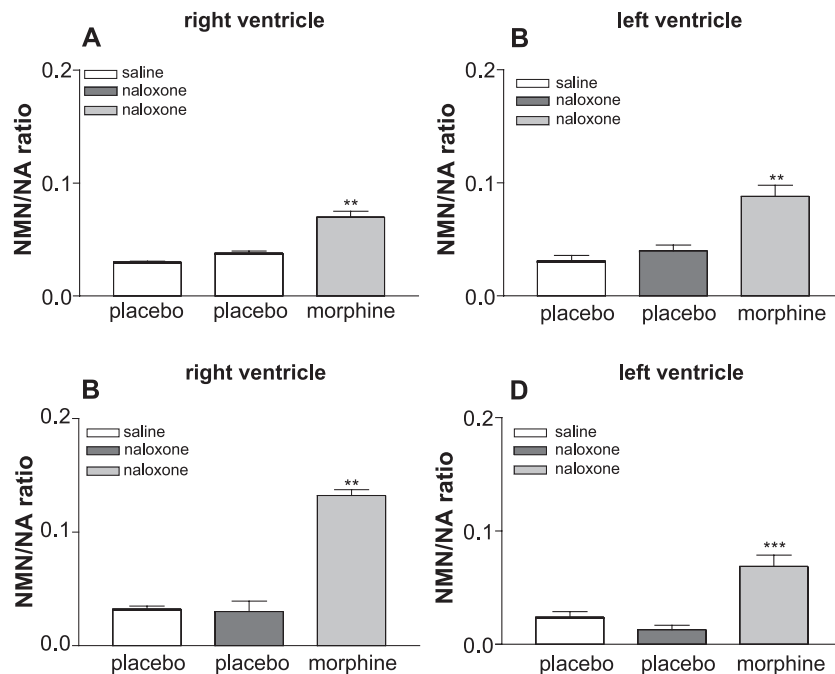 right ventricle
A
0.2
saline
naloxone
naloxone
NMN/NA ratio
0.1
**
0.0
placebo placebo morphine
left ventricle
B
0.2
saline
naloxone
naloxone
NMN/NA ratio
0.1
**
0.0
placebo placebo morphine
right ventricle
B
0.2
saline
naloxone
naloxone
NMN/NA ratio
**
0.1
0.0
placebo placebo morphine
left ventricle
D
0.2
saline
naloxone
naloxone
NMN/NA ratio
0.1
***
0.0
placebo placebo morphine